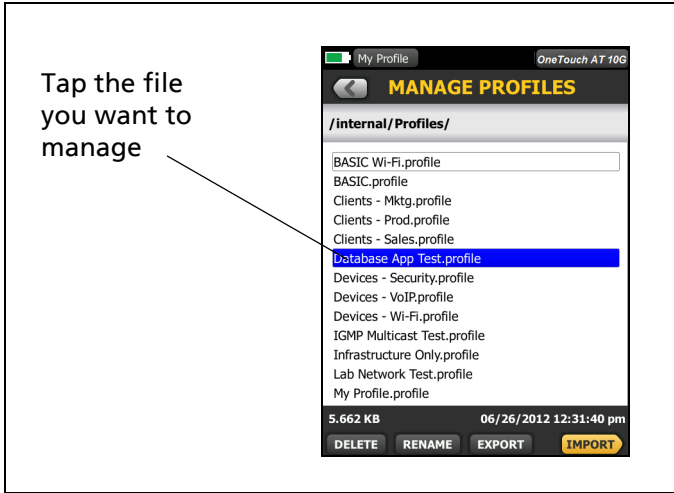 Tap the file
you want to
manage
My Profile
OneTouch AT 10G
MANAGE PROFILES
/internal/Profiles/
BASIC Wi-Fi.profile
BASIC.profile
Clients - Mktg.profile
Clients - Prod.profile
Clients - Sales.profile
Database App Test.profile
Devices - Security.profile
Devices - VoIP.profile
Devices - Wi-Fi.profile
IGMP Multicast Test.profile
Infrastructure Only.profile
Lab Network Test.profile
My Profile.profile
5.662 KB 06/26/2012 12:31:40 pm
DELETE RENAME EXPORT IMPORT